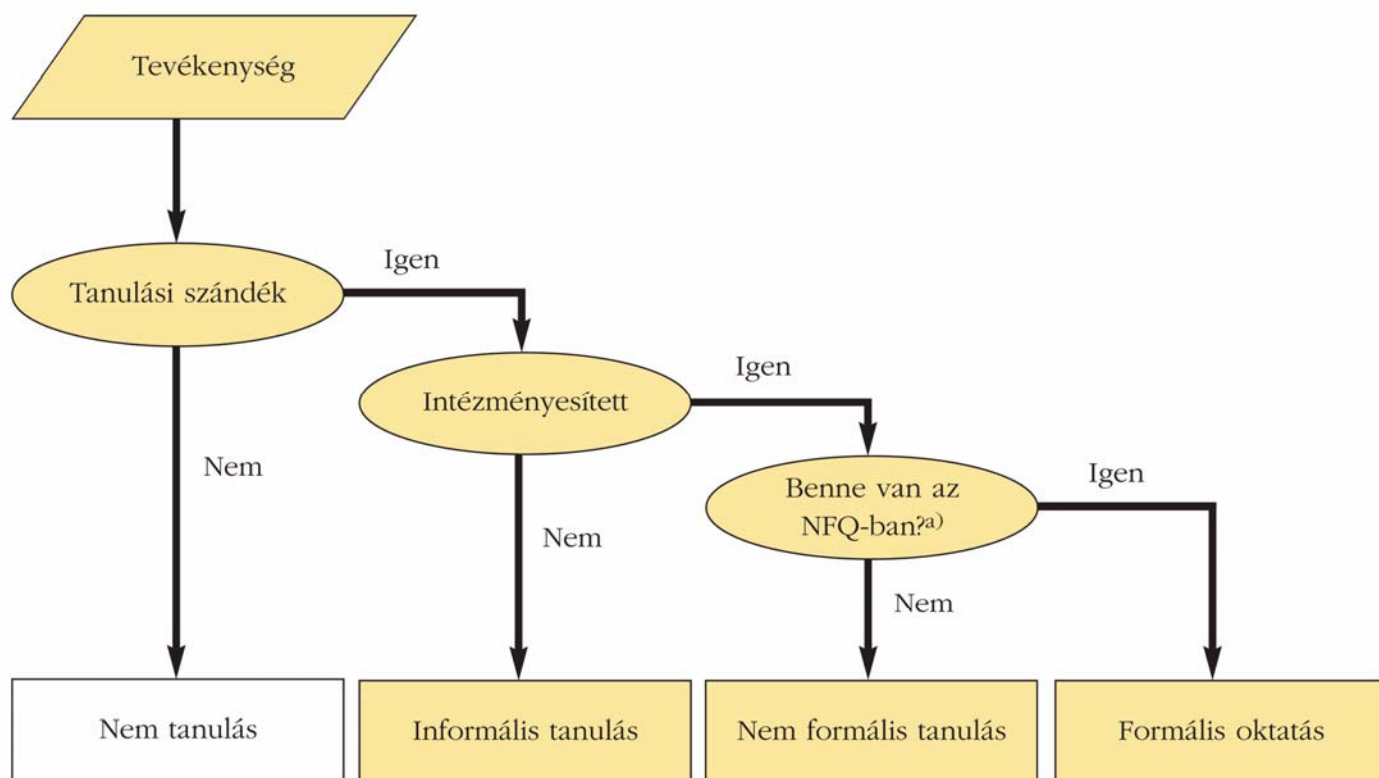 Tevékenység
Igen
Tanulási szándék
Igen
Intézményesített
Nem
Igen
Benne van az
NFQ-ban?a)
Nem
Nem
Nem tanulás
Informális tanulás
Nem formális tanulás
Formális oktatás